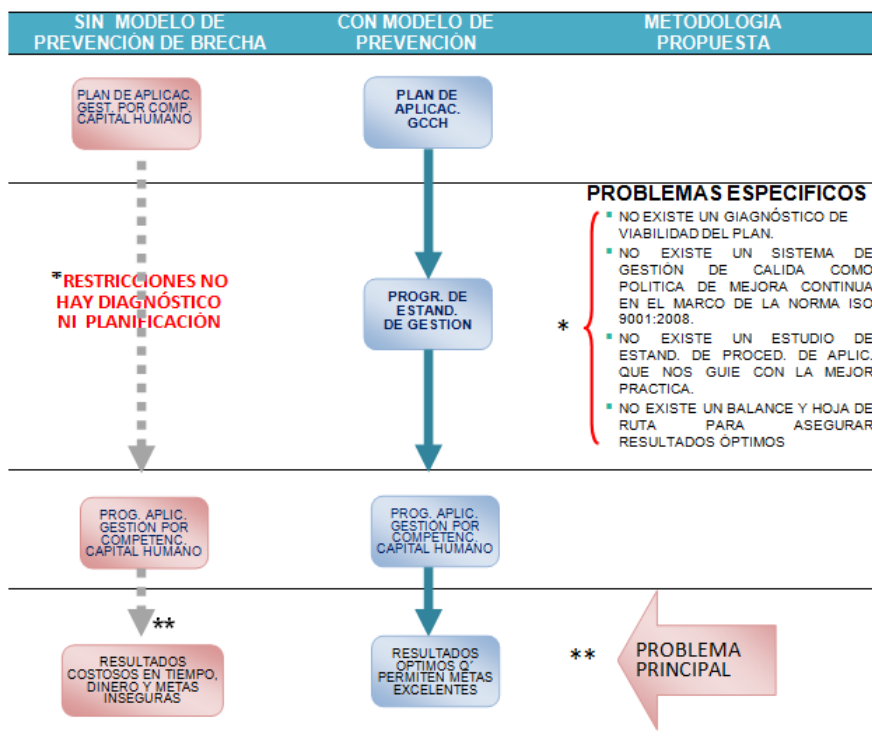 SIN MODELO DE
PREVENCIÓN DE BRECHA
CON MODELO DE
PREVENCIÓN
METODOLOGIA
PROPUESTA
PLAN DE APLICAC.
GEST. POR COMP.
CAPITAL HUMANO
PLAN DE
APLICAC.
GCCH
*RESTRICCIONES NO
HAY DIAGNÓSTICO
NI PLANIFICACIÓN
PROGR. DE
ESTAND.
DE GESTION
*
PROBLEMAS ESPECIFICOS
▪ NO EXISTE UN GIAGNÓSTICO DE
VIABILIDAD DEL PLAN.
▪ NO EXISTE UN SISTEMA DE
GESTIÓN DE CALIDA COMO
POLITICA DE MEJORA CONTINUA
EN EL MARCO DE LA NORMA ISO
9001:2008.
▪ NO EXISTE UN ESTUDIO DE
ESTAND. DE PROCED. DE APLIC.
QUE NOS GUIE CON LA MEJOR
PRACTICA.
▪ NO EXISTE UN BALANCE Y HOJA DE
RUTA PARA ASEGURAR
RESULTADOS ÓPTIMOS
PROG. APLIC.
GESTIÓN POR
COMPETENC.
CAPITAL HUMANO
PROG. APLIC.
GESTIÓN POR
COMPETENC.
CAPITAL HUMANO
**
RESULTADOS
COSTOSOS EN TIEMPO,
DINERO Y METAS
INSEGURAS
RESULTADOS
OPTIMOS Q´
PERMITEN METAS
EXCELENTES
**
PROBLEMA
PRINCIPAL